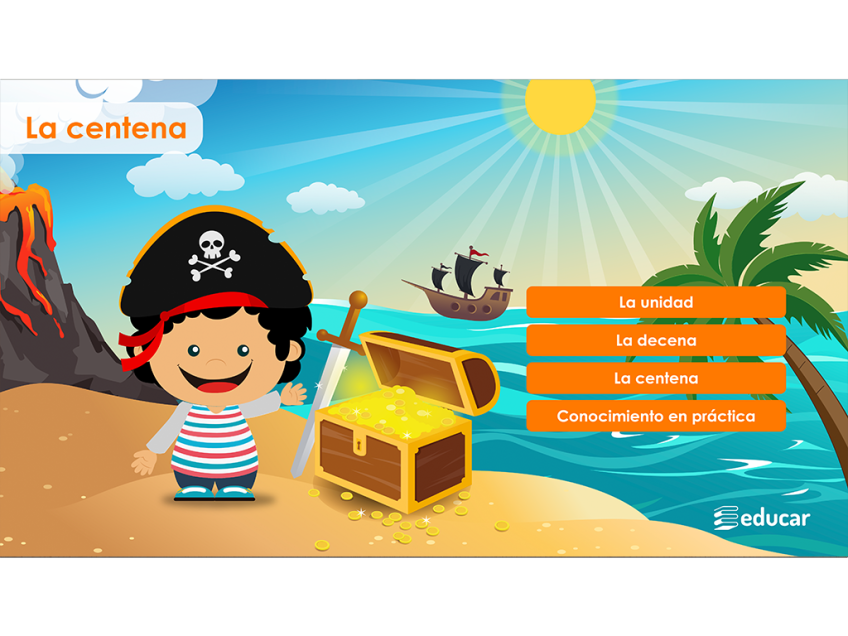 La centena
La unidad
La decena
La centena
Conocimiento en práctica
educar